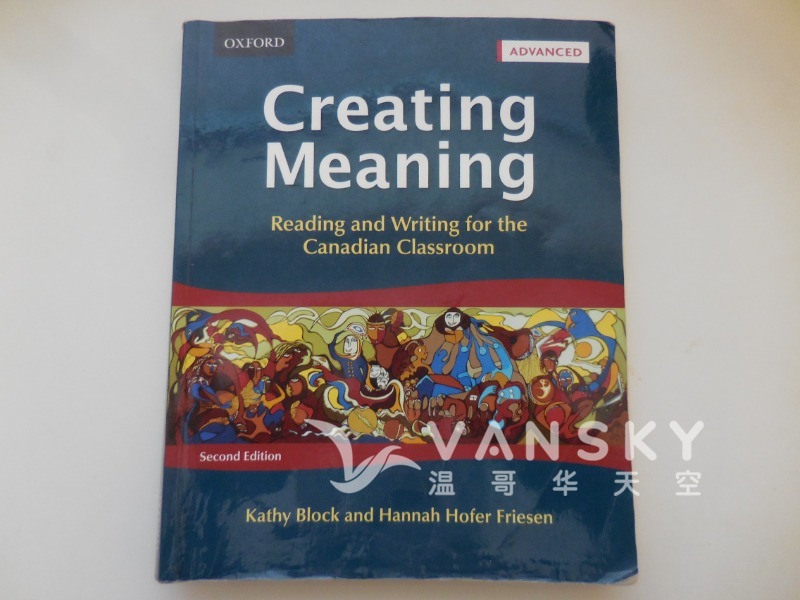 OXFORD
ADVANCED
Creating
Meaning
Reading and Writing for the
Canadian Classroom
VANSKY
温哥华天空
Second Edition
Kathy Block and Hannah Hofer Friesen